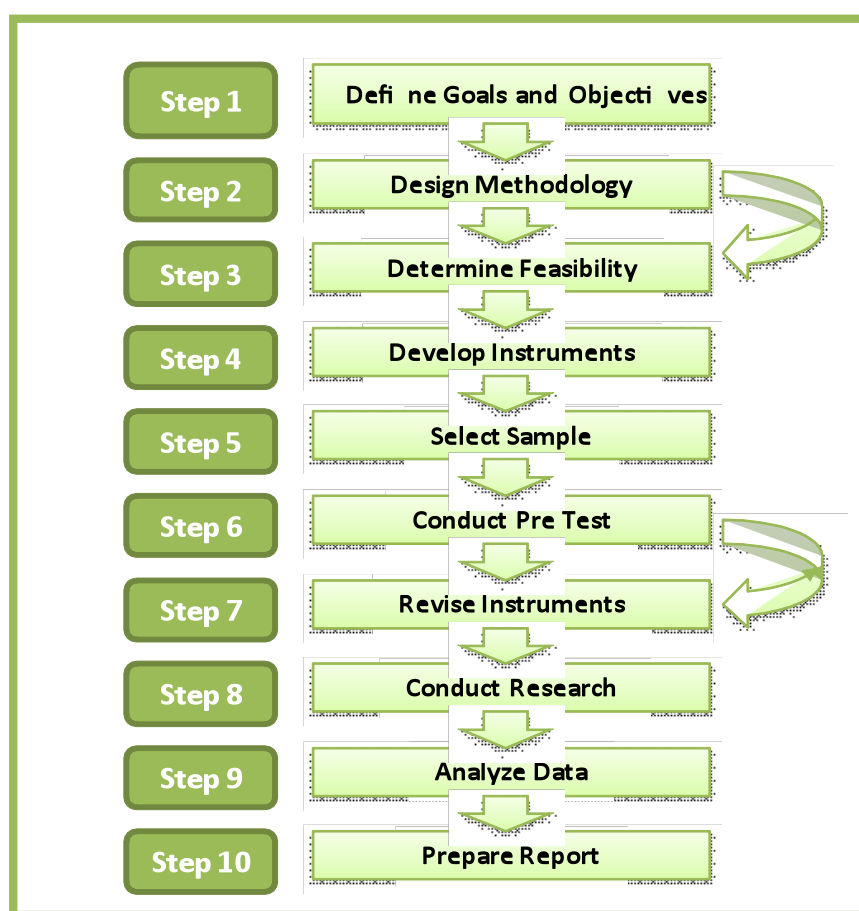 Step 1
Defi ne Goals and Objecti ves
Step 2
Design Methodology
Step 3
Determine Feasibility
Step 4
Develop Instruments
Step 5
Select Sample
Step 6
Conduct Pre Test
Step 7
Revise Instruments
Step 8
Conduct Research
Step 9
Analyze Data
Step 10
Prepare Report